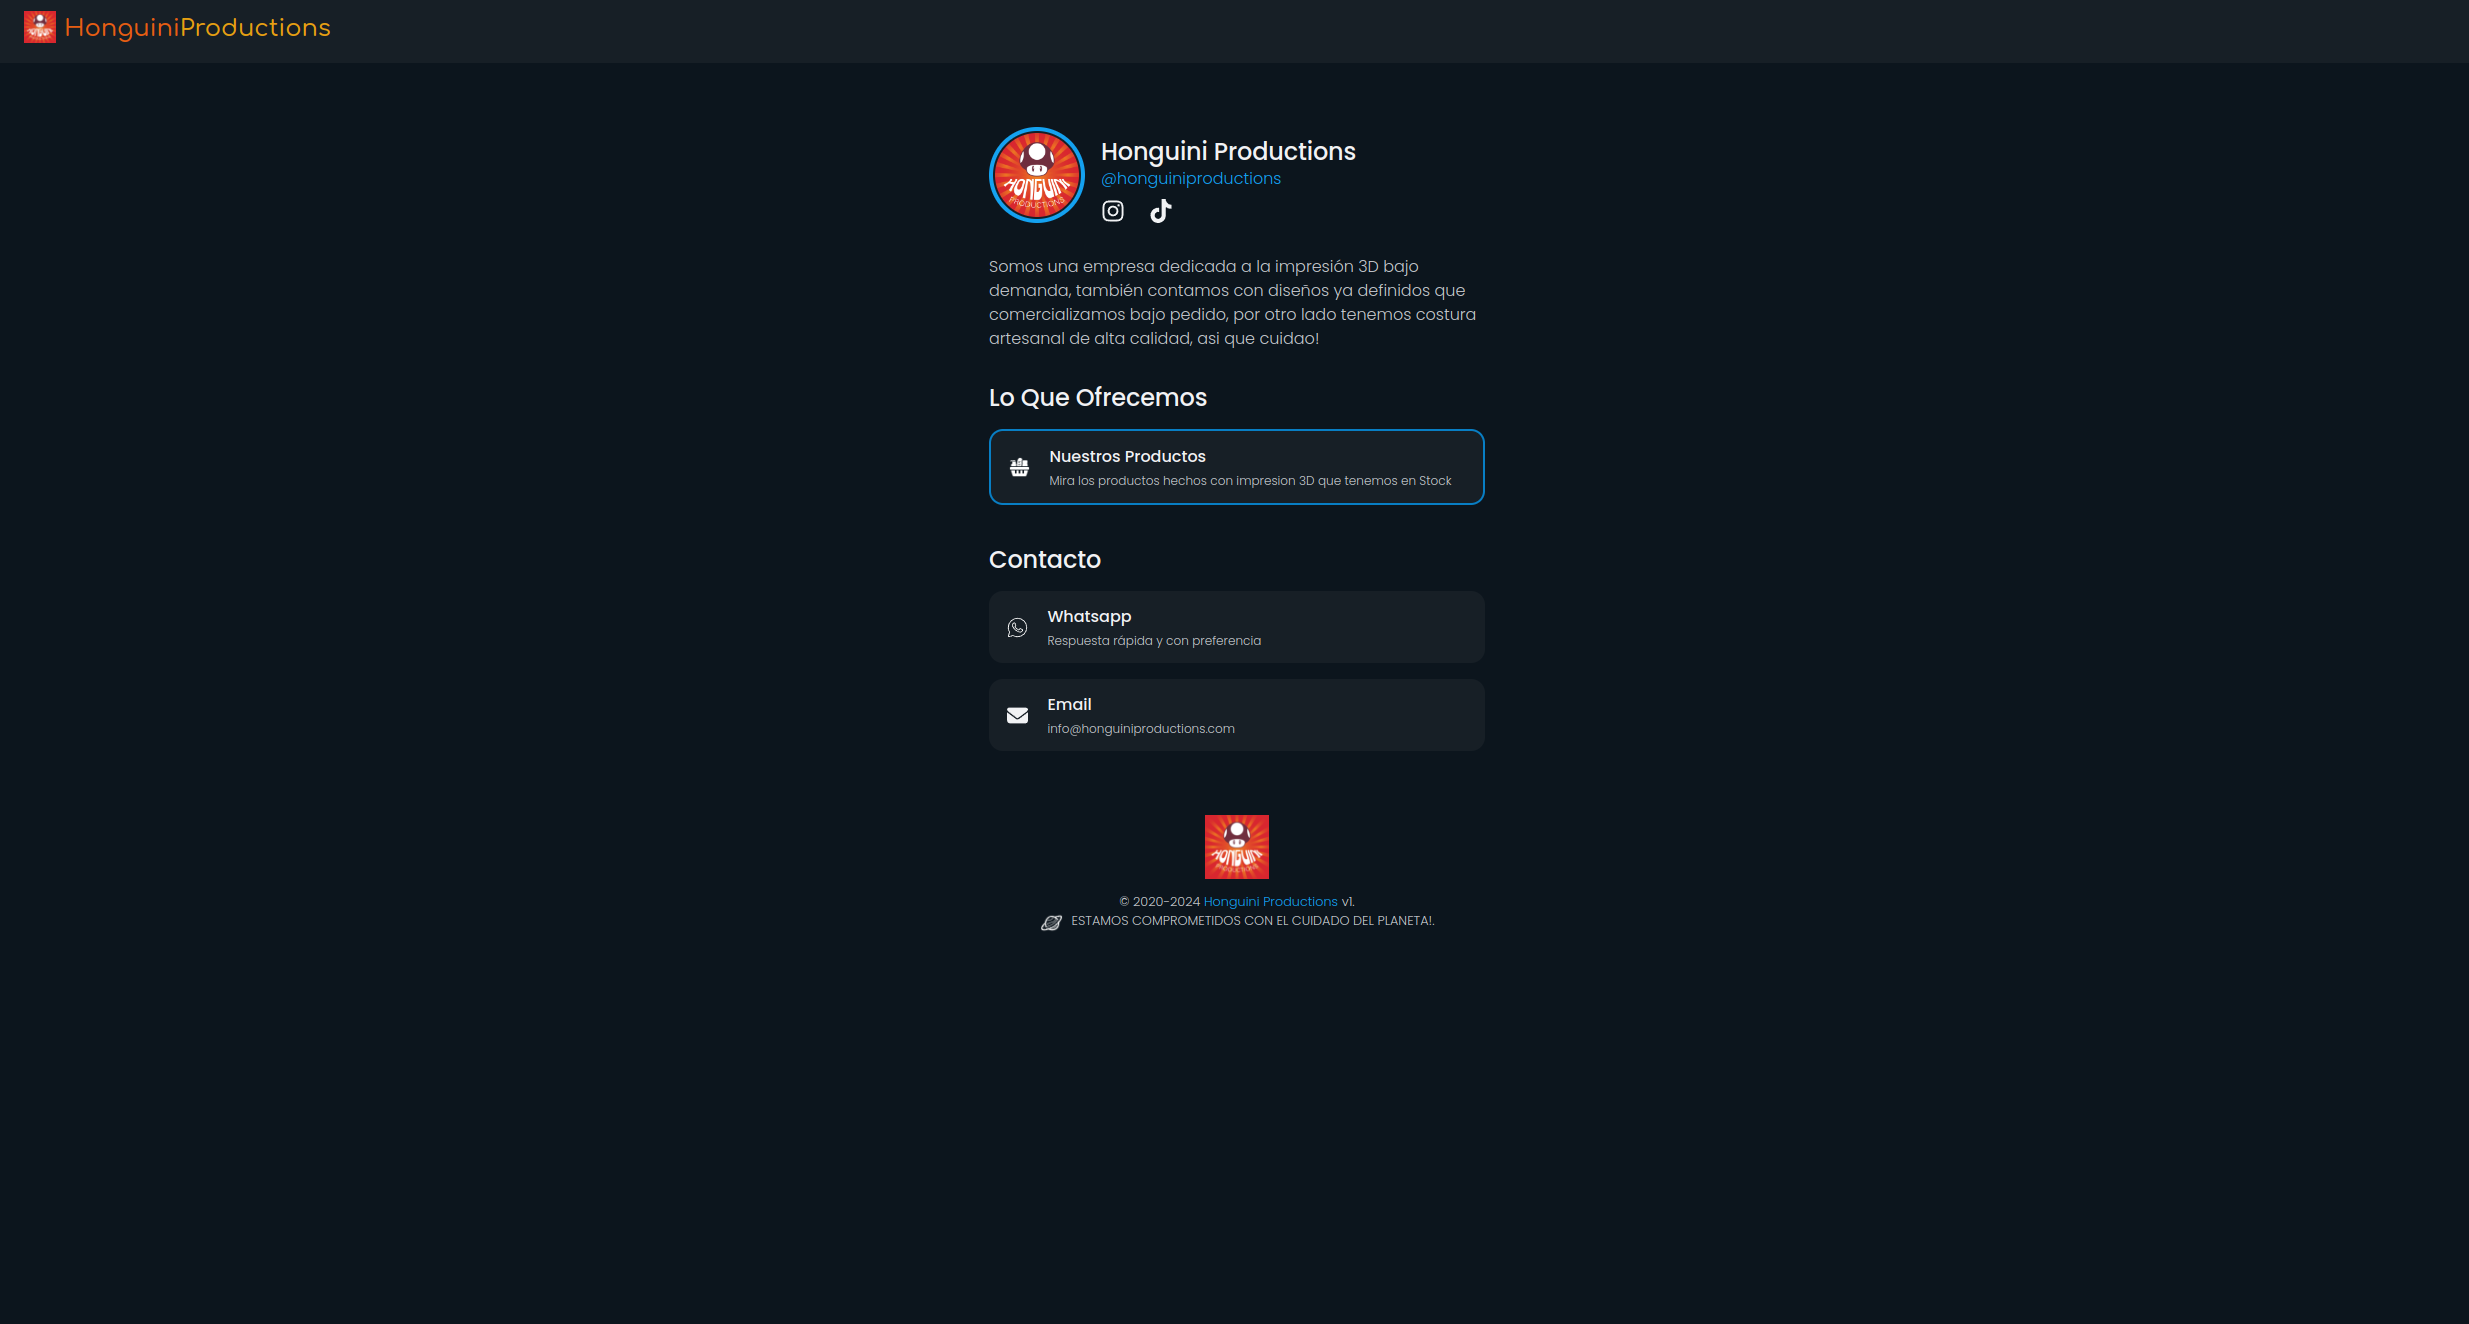 HonguiniProductions
HONGUINI
PRODUCTIONS
Honguini Productions
@honguiniproductions
Somos una empresa dedicada a la impresión 3D bajo
demanda, también contamos con diseños ya definidos que
comercializamos bajo pedido, por otro lado tenemos costura
artesanal de alta calidad, asi que cuidao!
Lo Que Ofrecemos
Nuestros Productos
Mira los productos hechos con impresion 3D que tenemos en Stock
Contacto
Whatsapp
Respuesta rápida y con preferencia
Email
info@honguiniproductions.com
HONGUINI
PRODUCTIONS
© 2020-2024 Honguini Productions v1.
ESTAMOS COMPROMETIDOS CON EL CUIDADO DEL PLANETA!.